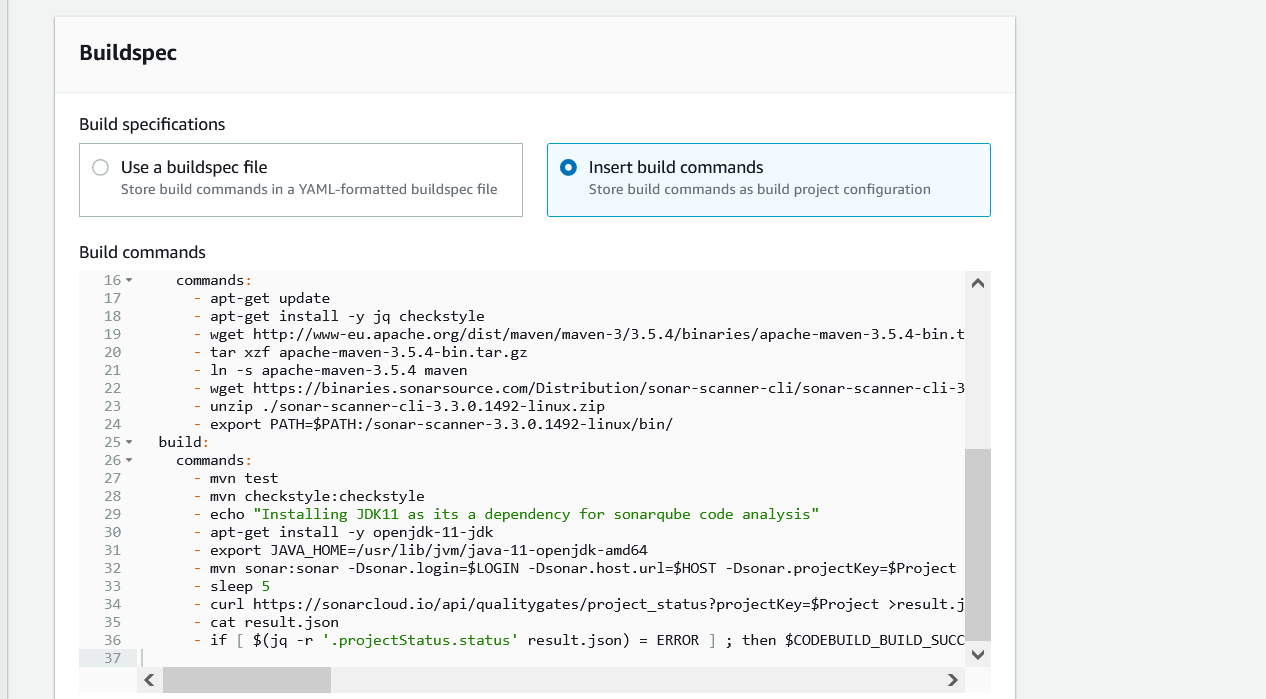 Buildspec
Build specifications
Use a buildspec file
Store build commands in a YAML-formatted buildspec file
Insert build commands
Store build commands as build project configuration
Build commands
16 commands:
17 - apt-get update
18 - apt-get install -y jq checkstyle
19 - wget http://www-eu.apache.org/dist/maven/maven-3/3.5.4/binaries/apache-maven-3.5.4-bin.t
20 - tar xzf apache-maven-3.5.4-bin.tar.gz
21 - ln -s apache-maven-3.5.4 maven
22 - wget https://binaries.sonarsource.com/Distribution/sonar-scanner-cli/sonar-scanner-cli-3
23 - unzip ./sonar-scanner-cli-3.3.0.1492-linux.zip
24 - export PATH=$PATH:/sonar-scanner-3.3.0.1492-linux/bin/
25 build:
26 commands:
27 - mvn test
28 - mvn checkstyle:checkstyle
29 - echo "Installing JDK11 as its a dependency for sonarqube code analysis"
30 - apt-get install -y openjdk-11-jdk
31 - export JAVA_HOME=/usr/lib/jvm/java-11-openjdk-amd64
32 - mvn sonar:sonar -Dsonar.login=$LOGIN -Dsonar.host.url=$HOST -Dsonar.projectKey=$Project
33 - sleep 5
34 - curl https://sonarcloud.io/api/qualitygates/project_status?projectKey=$Project >result.j
35 - cat result.json
36 - if [ $(jq -r '.projectStatus.status' result.json) = ERROR ] ; then $CODEBUILD_BUILD_SUCC
37